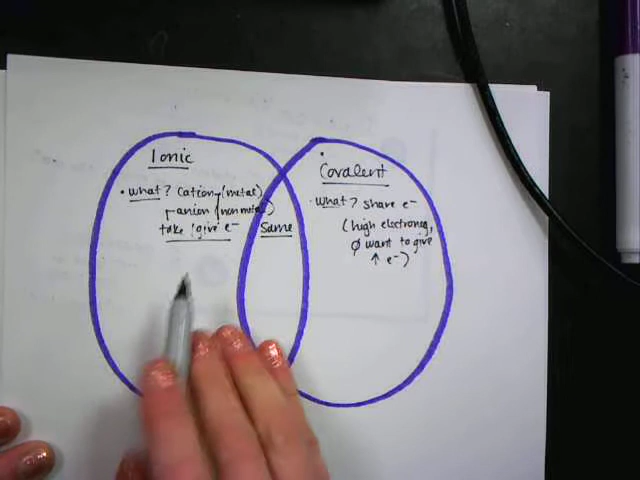 Ionic
• what? cation (metal)
anion (nonmetal)
take/give e⁻
Same
Covalent
• what? share e⁻
(high electroneg,
∅ want to give
↑ e⁻)